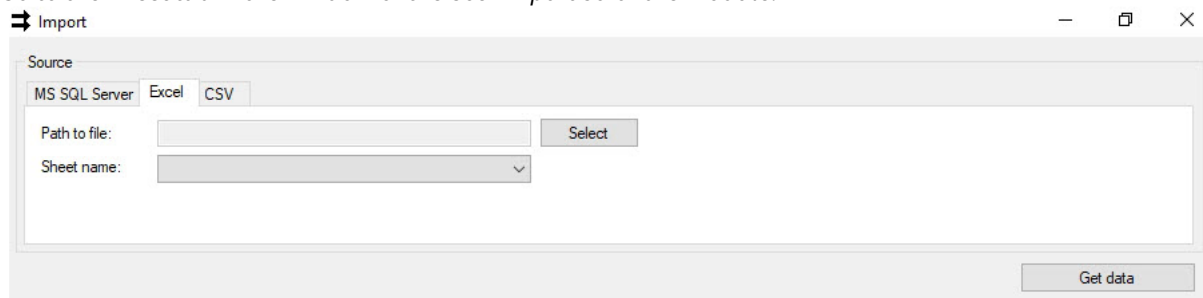 Import
Source
MS SQL Server Excel CSV
Path to file: Select
Sheet name:
Get data